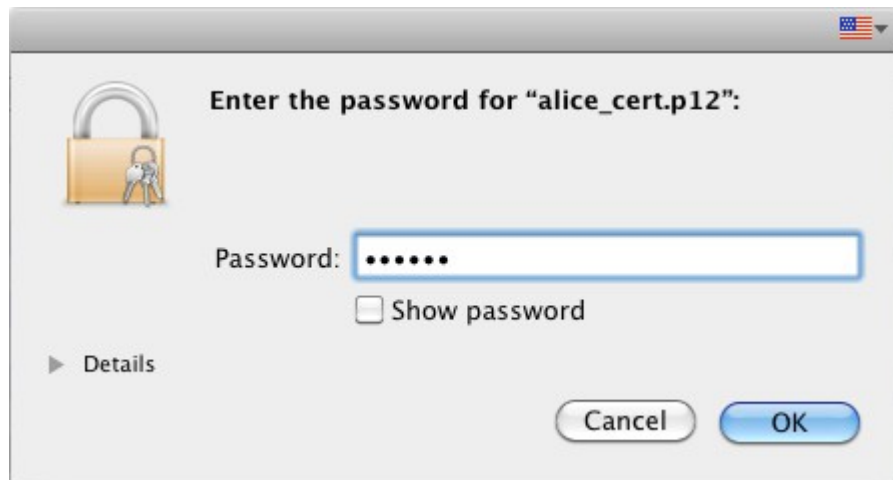 Enter the password for “alice_cert.p12”:
Password: ••••••
Show password
Details
Cancel OK